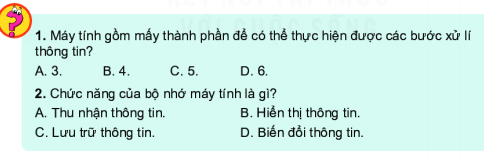 1. Máy tính gồm mấy thành phần để có thể thực hiện được các bước xử lí
thông tin?
A. 3. B. 4. C. 5. D. 6.
2. Chức năng của bộ nhớ máy tính là gì?
A. Thu nhận thông tin. B. Hiển thị thông tin.
C. Lưu trữ thông tin. D. Biến đổi thông tin.